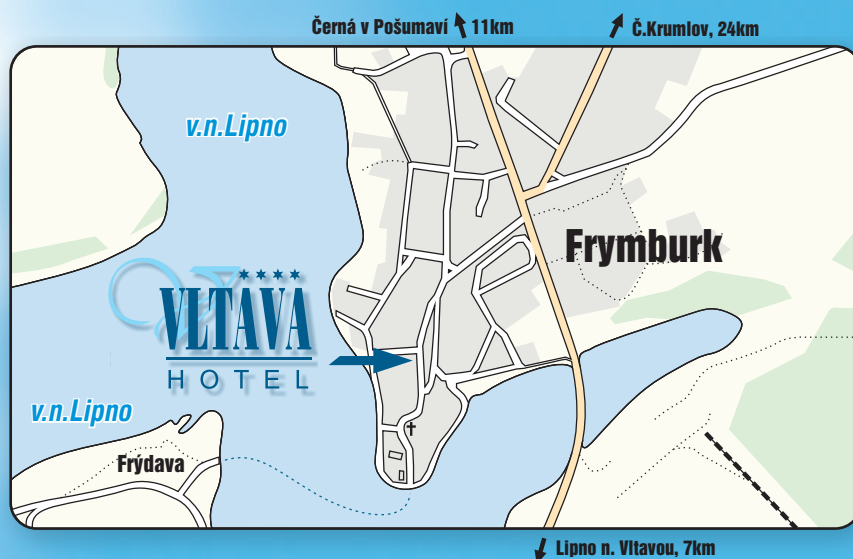 Černá v Pošumaví 11km
Č.Krumlov, 24km
v.n.Lipno
Frymburk
VLTAVA
HOTEL
v.n.Lipno
Frýdava
Lipno n. Vltavou, 7km